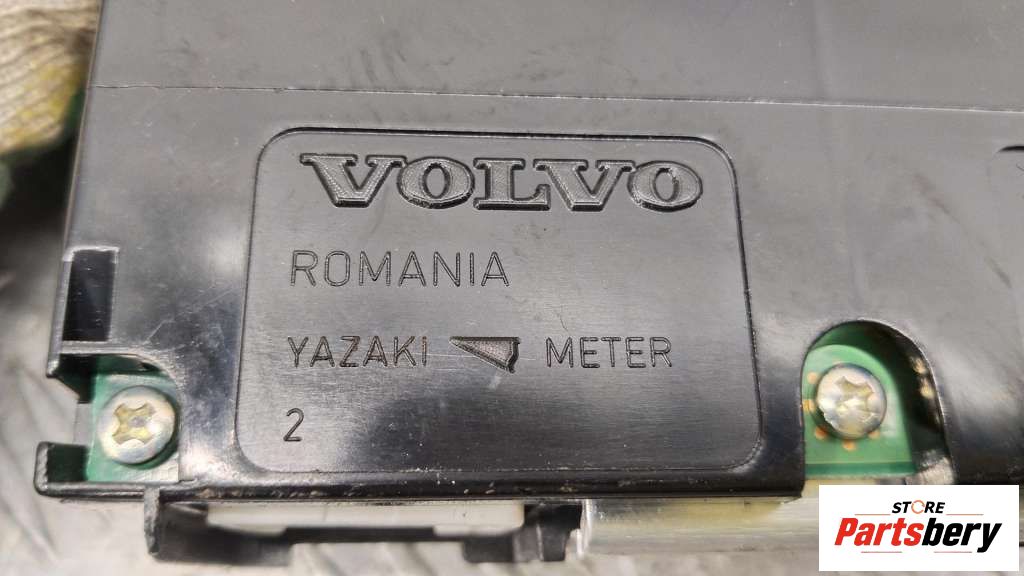 VOLVO
ROMANIA
YAZAKI METER
2
STORE
Partsbery